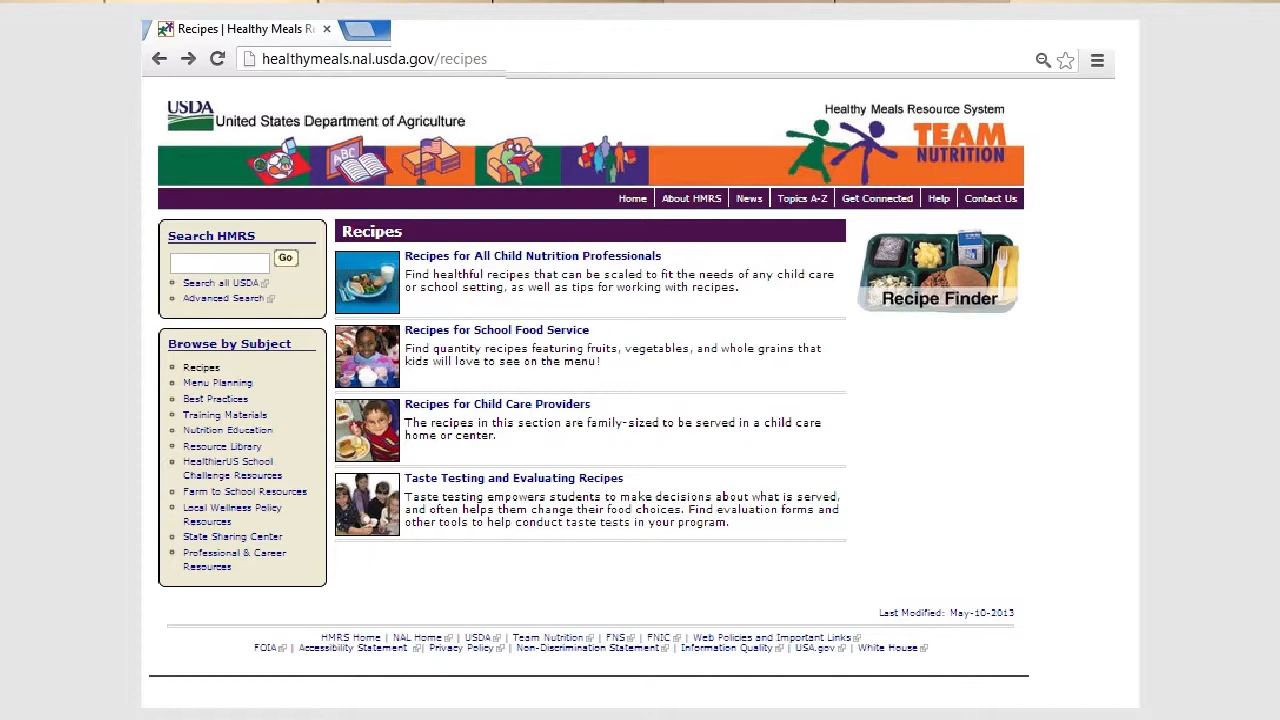 Recipes | Healthy Meals R
healthymeals.nal.usda.gov/recipes
USDA United States Department of Agriculture
Healthy Meals Resource System
TEAM
NUTRITION
ABC
Home | About HMRS | News | Topics A-Z | Get Connected | Help | Contact Us
Search HMRS
Go
Search all USDA
Advanced Search
Browse by Subject
Recipes
Menu Planning
Best Practices
Training Materials
Nutrition Education
Resource Library
HealthierUS School
Challenge Resources
Farm to School Resources
Local Wellness Policy
Resources
State Sharing Center
Professional & Career
Resources
Recipes
Recipes for All Child Nutrition Professionals
Find healthful recipes that can be scaled to fit the needs of any child care
or school setting, as well as tips for working with recipes.
Recipes for School Food Service
Find quantity recipes featuring fruits, vegetables, and whole grains that
kids will love to see on the menu!
Recipes for Child Care Providers
The recipes in this section are family-sized to be served in a child care
home or center.
Taste Testing and Evaluating Recipes
Taste testing empowers students to make decisions about what is served,
and often helps them change their food choices. Find evaluation forms and
other tools to help conduct taste tests in your program.
Recipe Finder
Last Modified: May-10-2013
HMRS Home | NAL Home | USDA | Team Nutrition | FNS | FNIC | Web Policies and Important Links
FOIA | Accessibility Statement | Privacy Policy | Non-Discrimination Statement | Information Quality | USA.gov | White House